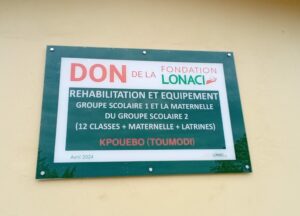 DON DE LA FONDATION LONACI
REHABILITATION ET EQUIPEMENT
GROUPE SCOLAIRE 1 ET LA MATERNELLE
DU GROUPE SCOLAIRE 2
(12 CLASSES + MATERNELLE + LATRINES)
KPOUEBO (TOUMODI)
Avril 2024